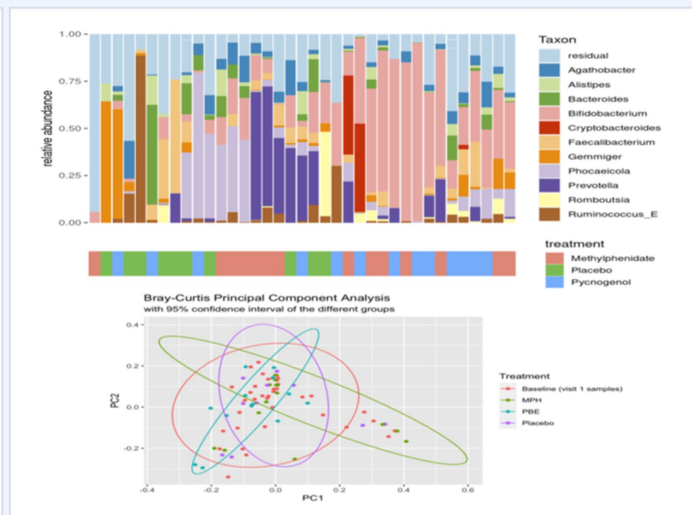 Taxon
1.00
0.75
0.50
0.25
0.00
relative abundance
residual
Agathobacter
Alistipes
Bacteroides
Bifidobacterium
Cryptobacteroides
Faecalibacterium
Gemmiger
Phocaeicola
Prevotella
Romboutsia
Ruminococcus_E
treatment
Methylphenidate
Placebo
Pycnogenol
Bray-Curtis Principal Component Analysis
with 95% confidence interval of the different groups
0.4
0.2
0.0
-0.2
PC2
-0.4
-0.2
0.0
0.2
0.4
0.6
PC1
Treatment
Baseline (visit 1 samples)
MPH
PBE
Placebo